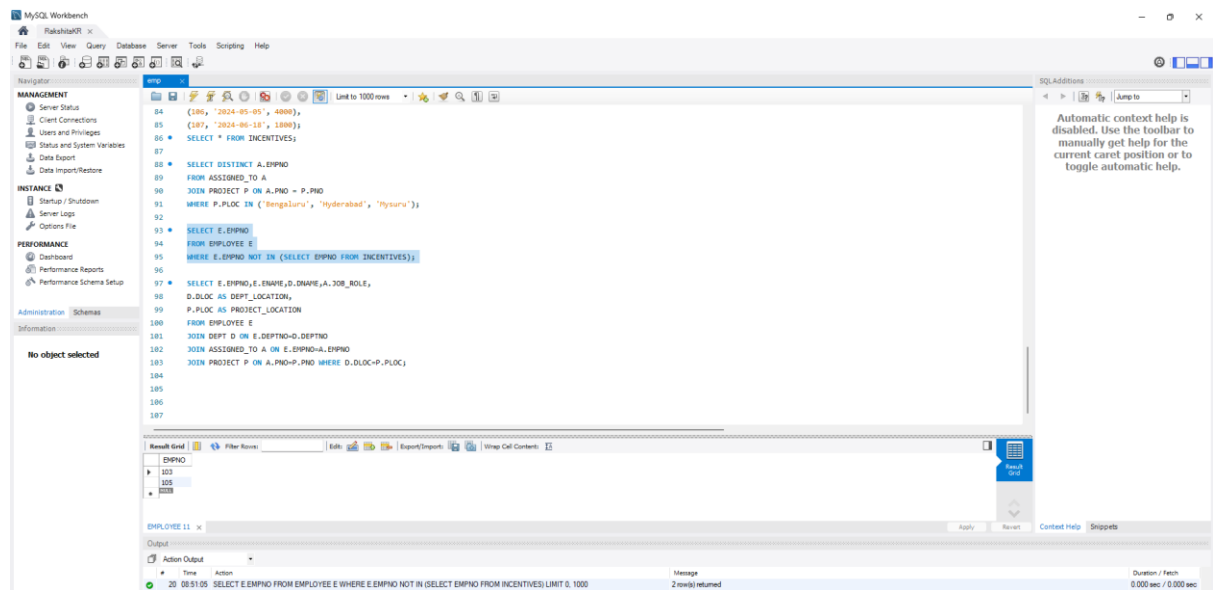 MySQL Workbench
RakshitaKR ×
File Edit View Query Database Server Tools Scripting Help
Navigator
MANAGEMENT
Server Status
Client Connections
Users and Privileges
Status and System Variables
Data Export
Data Import/Restore
INSTANCE
Startup / Shutdown
Server Logs
Options File
PERFORMANCE
Dashboard
Performance Reports
Performance Schema Setup
Administration Schemas
Information
No object selected
emp ×
Limit to 1000 rows
84 (106, '2024-05-05', 4000),
85 (107, '2024-06-18', 1800);
86 SELECT * FROM INCENTIVES;
87
88 SELECT DISTINCT A.EMPNO
89 FROM ASSIGNED_TO A
90 JOIN PROJECT P ON A.PNO = P.PNO
91 WHERE P.PLOC IN ('Bengaluru', 'Hyderabad', 'Mysuru');
92
93 SELECT E.EMPNO
94 FROM EMPLOYEE E
95 WHERE E.EMPNO NOT IN (SELECT EMPNO FROM INCENTIVES);
96
97 SELECT E.EMPNO,E.ENAME,D.DNAME,A.JOB_ROLE,
98 D.DLOC AS DEPT_LOCATION,
99 P.PLOC AS PROJECT_LOCATION
100 FROM EMPLOYEE E
101 JOIN DEPT D ON E.DEPTNO=D.DEPTNO
102 JOIN ASSIGNED_TO A ON E.EMPNO=A.EMPNO
103 JOIN PROJECT P ON A.PNO=P.PNO WHERE D.DLOC=P.PLOC;
104
105
106
107
Result Grid Filter Rows: Edit: Export/Import: Wrap Cell Content:
EMPNO
103
105
NULL
Result Grid
EMPLOYEE 11 ×
Apply Revert
SQLAdditions
Jump to
Automatic context help is
disabled. Use the toolbar to
manually get help for the
current caret position or to
toggle automatic help.
Context Help Snippets
Output
Action Output
# Time Action Message Duration / Fetch
20 08:51:05 SELECT E.EMPNO FROM EMPLOYEE E WHERE E.EMPNO NOT IN (SELECT EMPNO FROM INCENTIVES) LIMIT 0, 1000 2 row(s) returned 0.000 sec / 0.000 sec